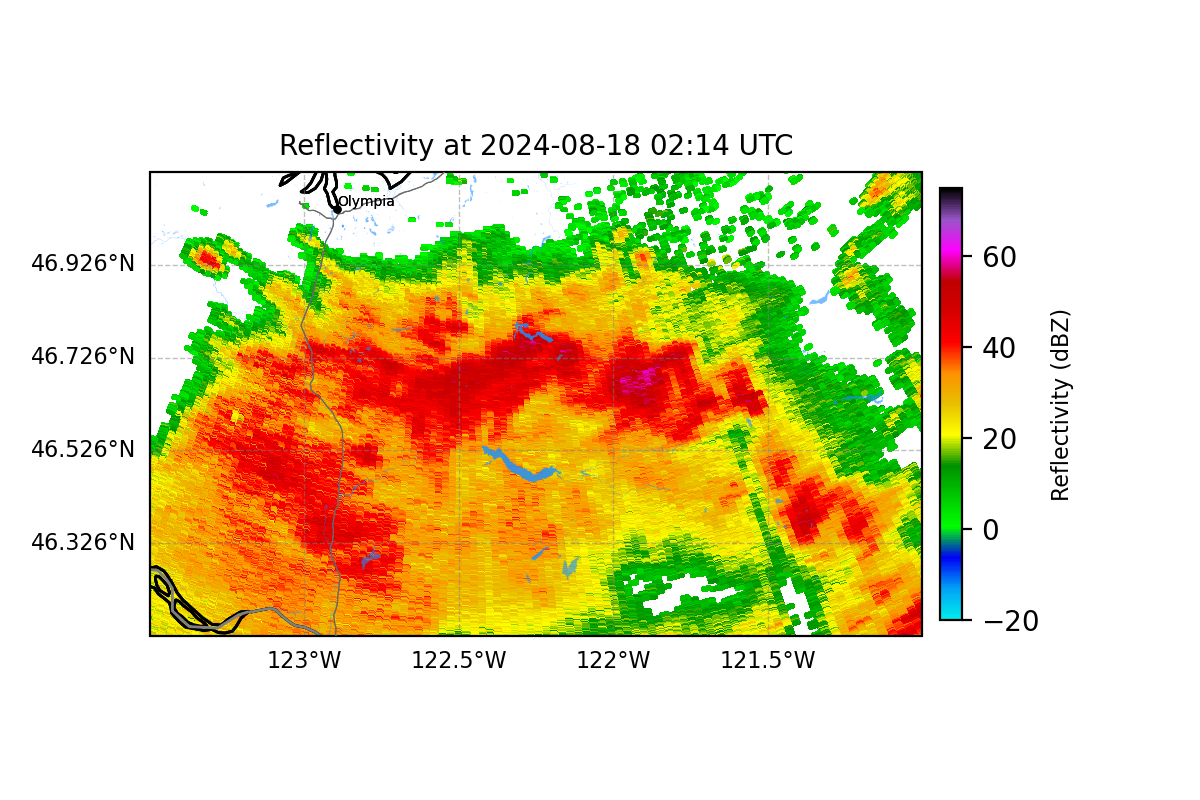 Reflectivity at 2024-08-18 02:14 UTC
Olympia
46.926°N
46.726°N
46.526°N
46.326°N
123°W
122.5°W
122°W
121.5°W
60
40
20
0
−20
Reflectivity (dBZ)